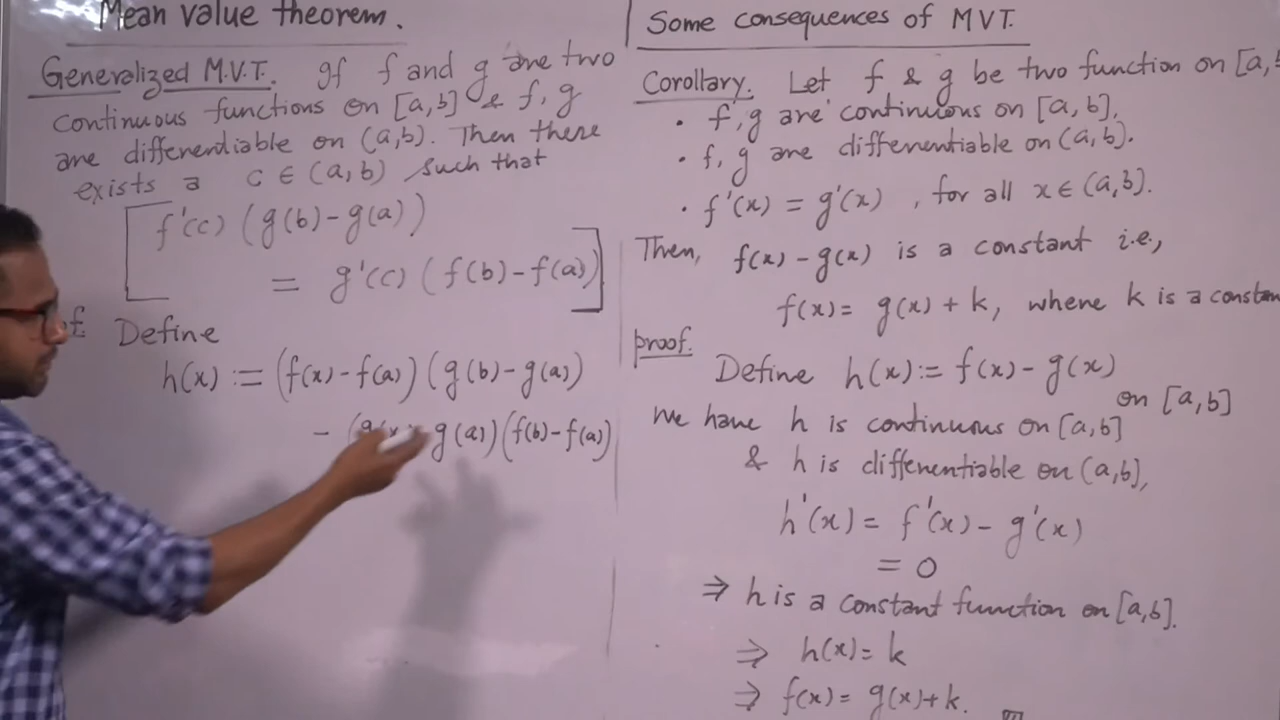 Mean value theorem.
Generalized M.V.T. If f and g are two
continuous functions on [a,b] & f, g
are differentiable on (a,b). Then there
exists a c ∈ (a,b) such that
f'(c) (g(b)-g(a))
= g'(c) (f(b)-f(a))
f. Define
h(x) := (f(x)-f(a)) (g(b)-g(a))
- (g(x) g(a)) (f(b)-f(a))
Some consequences of MVT.
Corollary. Let f & g be two function on [a,
• f, g are continuous on [a,b],
• f, g are differentiable on (a,b).
• f'(x) = g'(x) , for all x ∈ (a,b).
Then, f(x) - g(x) is a constant i.e.,
f(x) = g(x) + k, where k is a constan
proof.
Define h(x) := f(x) - g(x)
on [a,b]
We have h is continuous on [a,b]
& h is differentiable on (a,b),
h'(x) = f'(x) - g'(x)
= 0
⇒ h is a constant function on [a,b].
⇒ h(x) = k
⇒ f(x) = g(x)+k.